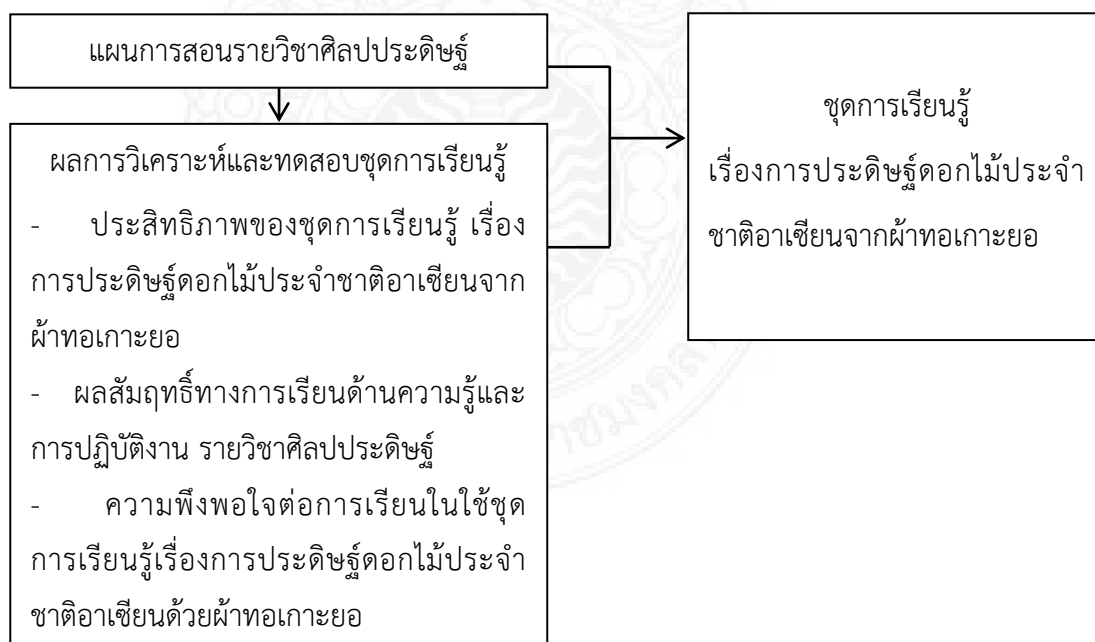 แผนการสอนรายวิชาศิลปประดิษฐ์
ผลการวิเคราะห์และทดสอบชุดการเรียนรู้
- ประสิทธิภาพของชุดการเรียนรู้ เรื่อง
การประดิษฐ์ดอกไม้ประจำชาติอาเซียนจาก
ผ้าทอเกาะยอ
- ผลสัมฤทธิ์ทางการเรียนด้านความรู้และ
การปฏิบัติงาน รายวิชาศิลปประดิษฐ์
- ความพึงพอใจต่อการเรียนในใช้ชุด
การเรียนรู้เรื่องการประดิษฐ์ดอกไม้ประจำ
ชาติอาเซียนด้วยผ้าทอเกาะยอ
ชุดการเรียนรู้
เรื่องการประดิษฐ์ดอกไม้ประจำ
ชาติอาเซียนจากผ้าทอเกาะยอ